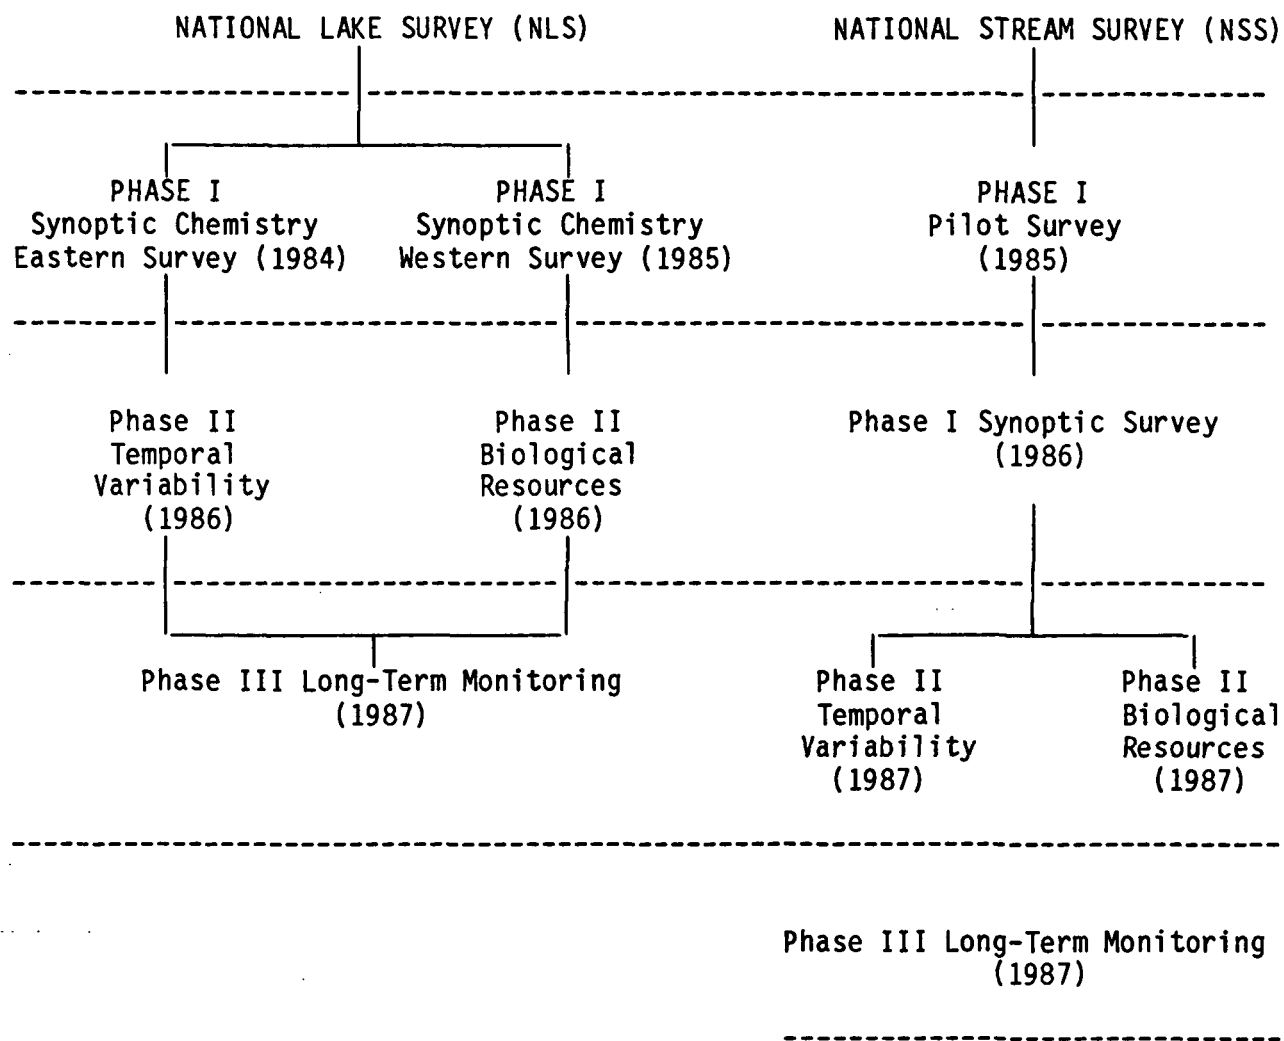 NATIONAL LAKE SURVEY (NLS)
NATIONAL STREAM SURVEY (NSS)
PHASE I
Synoptic Chemistry
Eastern Survey (1984)
PHASE I
Synoptic Chemistry
Western Survey (1985)
PHASE I
Pilot Survey
(1985)
Phase II
Temporal
Variability
(1986)
Phase II
Biological
Resources
(1986)
Phase I Synoptic Survey
(1986)
Phase III Long-Term Monitoring
(1987)
Phase II
Temporal
Variability
(1987)
Phase II
Biological
Resources
(1987)
Phase III Long-Term Monitoring
(1987)